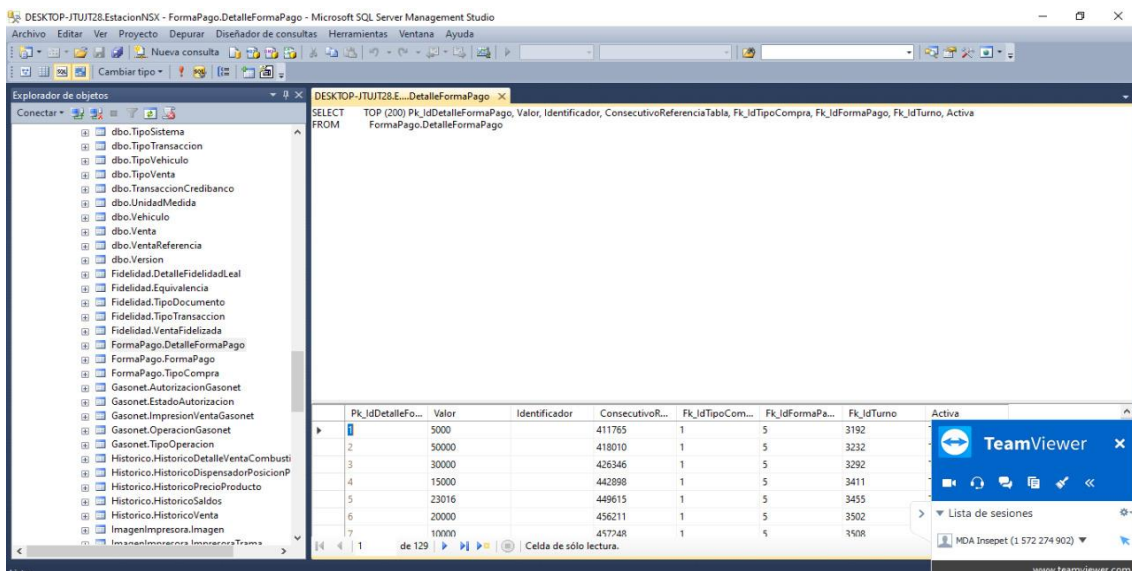 DESKTOP-JTUJT28.EstacionNSX - FormaPago.DetalleFormaPago - Microsoft SQL Server Management Studio
Archivo Editar Ver Proyecto Depurar Diseñador de consultas Herramientas Ventana Ayuda
Nueva consulta
Cambiar tipo
Explorador de objetos
Conectar
dbo.TipoSistema
dbo.TipoTransaccion
dbo.TipoVehiculo
dbo.TipoVenta
dbo.TransaccionCredibanco
dbo.UnidadMedida
dbo.Vehiculo
dbo.Venta
dbo.VentaReferencia
dbo.Version
Fidelidad.DetalleFidelidadLeal
Fidelidad.Equivalencia
Fidelidad.TipoDocumento
Fidelidad.TipoTransaccion
Fidelidad.VentaFidelizada
FormaPago.DetalleFormaPago
FormaPago.FormaPago
FormaPago.TipoCompra
Gasonet.AutorizacionGasonet
Gasonet.EstadoAutorizacion
Gasonet.ImpresionVentaGasonet
Gasonet.OperacionGasonet
Gasonet.TipoOperacion
Historico.HistoricoDetalleVentaCombusti
Historico.HistoricoDispensadorPosicionP
Historico.HistoricoPrecioProducto
Historico.HistoricoSaldos
Historico.HistoricoVenta
ImagenImpresora.Imagen
ImagenImpresora.ImpresoraTrama
DESKTOP-JTUJT28.E....DetalleFormaPago
SELECT TOP (200) Pk_IdDetalleFormaPago, Valor, Identificador, ConsecutivoReferenciaTabla, Fk_IdTipoCompra, Fk_IdFormaPago, Fk_IdTurno, Activa
FROM FormaPago.DetalleFormaPago
Pk_IdDetalleFo... Valor Identificador ConsecutivoR... Fk_IdTipoCom... Fk_IdFormaPa... Fk_IdTurno Activa
1 5000 411765 1 5 3192
2 50000 418010 1 5 3232
3 30000 426346 1 5 3292
4 15000 442898 1 5 3411
5 23016 449615 1 5 3455
6 20000 456211 1 5 3502
7 10000 457248 1 5 3508
1 de 129 Celda de sólo lectura.
TeamViewer
Lista de sesiones
MDA Insepet (1 572 274 902)
www.teamviewer.com